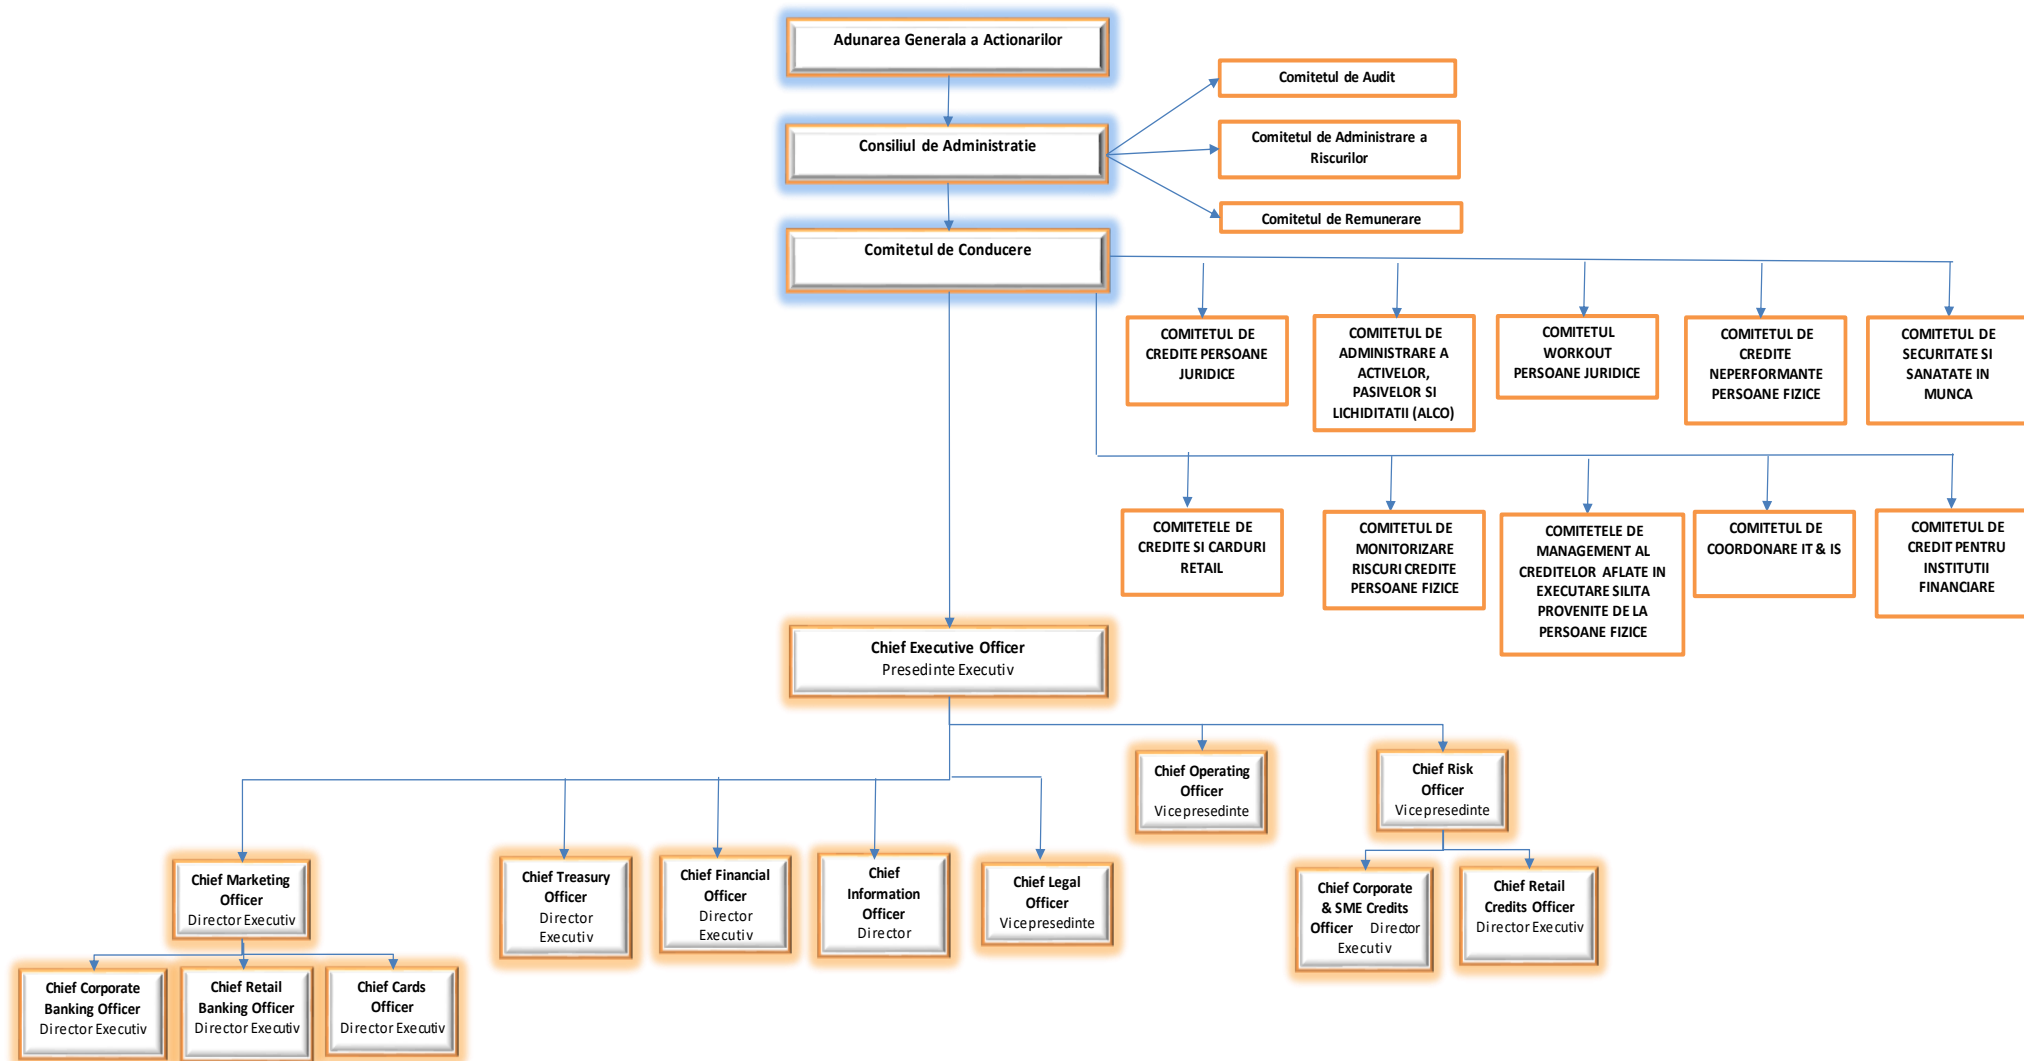 Adunarea Generala a Actionarilor
Comitetul de Audit
Consiliul de Administratie
Comitetul de Administrare a
Riscurilor
Comitetul de Remunerare
Comitetul de Conducere
COMITETUL DE
CREDITE PERSOANE
JURIDICE
COMITETUL DE
ADMINISTRARE A
ACTIVELOR,
PASIVELOR SI
LICHIDITATII (ALCO)
COMITETUL
WORKOUT
PERSOANE JURIDICE
COMITETUL DE
CREDITE
NEPERFORMANTE
PERSOANE FIZICE
COMITETUL DE
SECURITATE SI
SANATATE IN
MUNCA
COMITETELE DE
CREDITE SI CARDURI
RETAIL
COMITETUL DE
MONITORIZARE
RISCURI CREDITE
PERSOANE FIZICE
COMITETELE DE
MANAGEMENT AL
CREDITELOR AFLATE IN
EXECUTARE SILITA
PROVENITE DE LA
PERSOANE FIZICE
COMITETUL DE
COORDONARE IT & IS
COMITETUL DE
CREDIT PENTRU
INSTITUTII
FINANCIARE
Chief Executive Officer
Presedinte Executiv
Chief Operating
Officer
Vicepresedinte
Chief Risk
Officer
Vicepresedinte
Chief Marketing
Officer
Director Executiv
Chief Treasury
Officer
Director
Executiv
Chief Financial
Officer
Director
Executiv
Chief
Information
Officer
Director
Chief Legal
Officer
Vicepresedinte
Chief Corporate
& SME Credits
Officer Director
Executiv
Chief Retail
Credits Officer
Director Executiv
Chief Corporate
Banking Officer
Director Executiv
Chief Retail
Banking Officer
Director Executiv
Chief Cards
Officer
Director Executiv